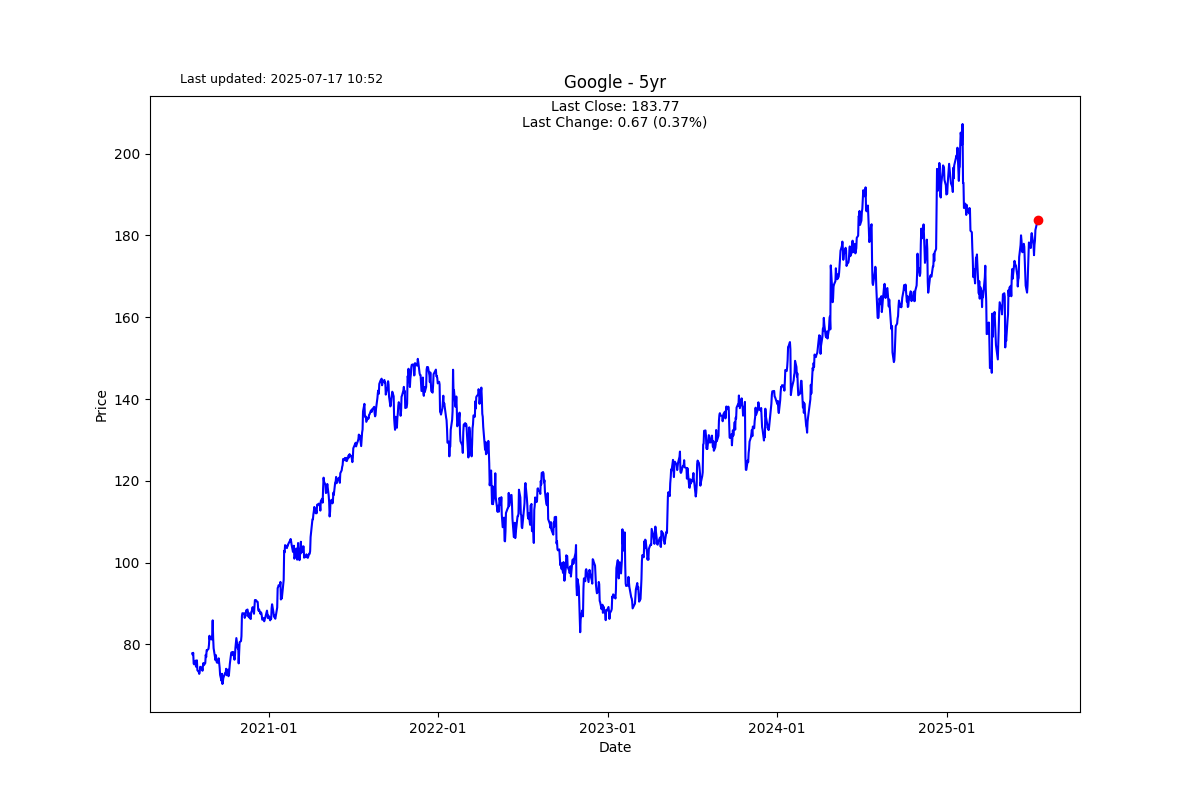 Last updated: 2025-07-17 10:52
Google - 5yr
Last Close: 183.77
Last Change: 0.67 (0.37%)
200
180
160
140
120
100
80
Price
2021-01
2022-01
2023-01
2024-01
2025-01
Date